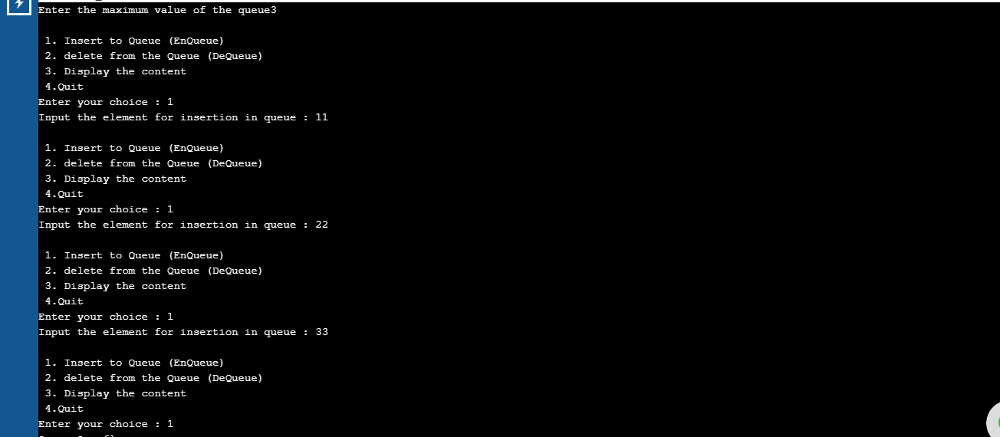 Enter the maximum value of the queue3
1. Insert to Queue (EnQueue)
2. delete from the Queue (DeQueue)
3. Display the content
4.Quit
Enter your choice : 1
Input the element for insertion in queue : 11
1. Insert to Queue (EnQueue)
2. delete from the Queue (DeQueue)
3. Display the content
4.Quit
Enter your choice : 1
Input the element for insertion in queue : 22
1. Insert to Queue (EnQueue)
2. delete from the Queue (DeQueue)
3. Display the content
4.Quit
Enter your choice : 1
Input the element for insertion in queue : 33
1. Insert to Queue (EnQueue)
2. delete from the Queue (DeQueue)
3. Display the content
4.Quit
Enter your choice : 1